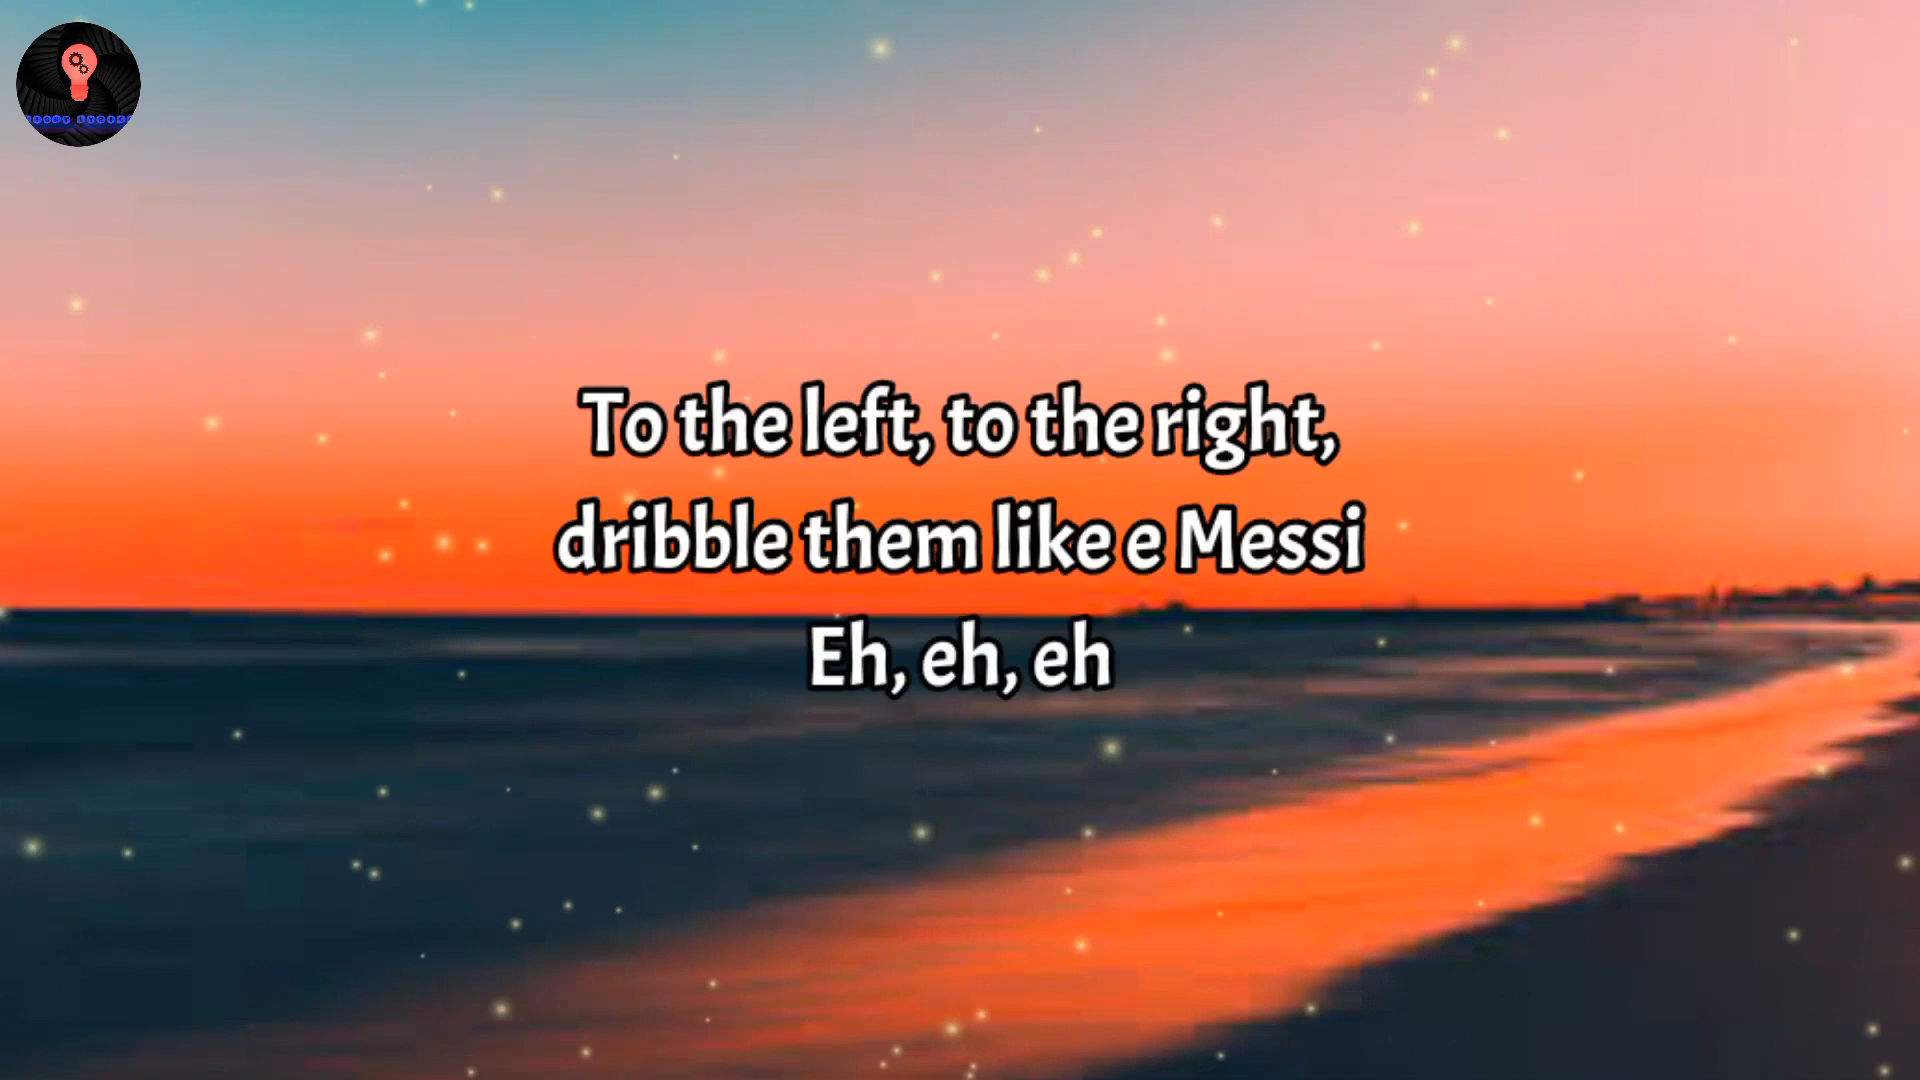 To the left, to the right,
dribble them like e Messi
Eh, eh, eh